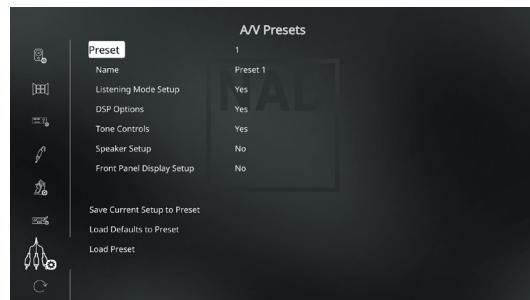 A/V Presets
Preset 1
Name Preset 1
Listening Mode Setup Yes
DSP Options Yes
Tone Controls Yes
Speaker Setup No
Front Panel Display Setup No
Save Current Setup to Preset
Load Defaults to Preset
Load Preset
NAD